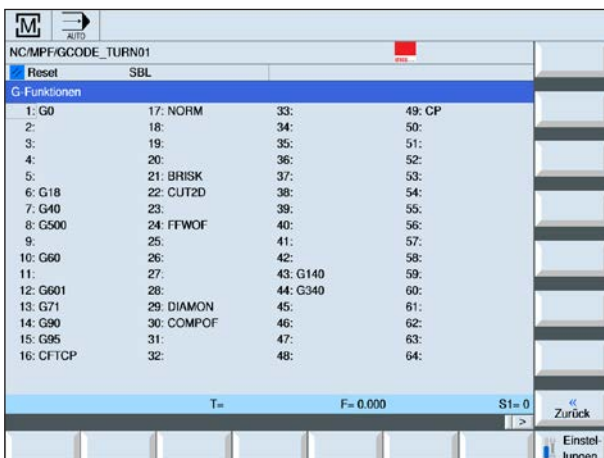 M
AUTO
NC/MPF/GCODE_TURN01
Reset SBL
G-Funktionen
1: G0 17: NORM 33: 49: CP
2: 18: 34: 50:
3: 19: 35: 51:
4: 20: 36: 52:
5: 21: BRISK 37: 53:
6: G18 22: CUT2D 38: 54:
7: G40 23: 39: 55:
8: G500 24: FFWOF 40: 56:
9: 25: 41: 57:
10: G60 26: 42: 58:
11: 27: 43: G140 59:
12: G601 28: 44: G340 60:
13: G71 29: DIAMON 45: 61:
14: G90 30: COMPOF 46: 62:
15: G95 31: 47: 63:
16: CFTCP 32: 48: 64:
T= F= 0.000 S1= 0
«
Zurück
>
Einstel-
lungen